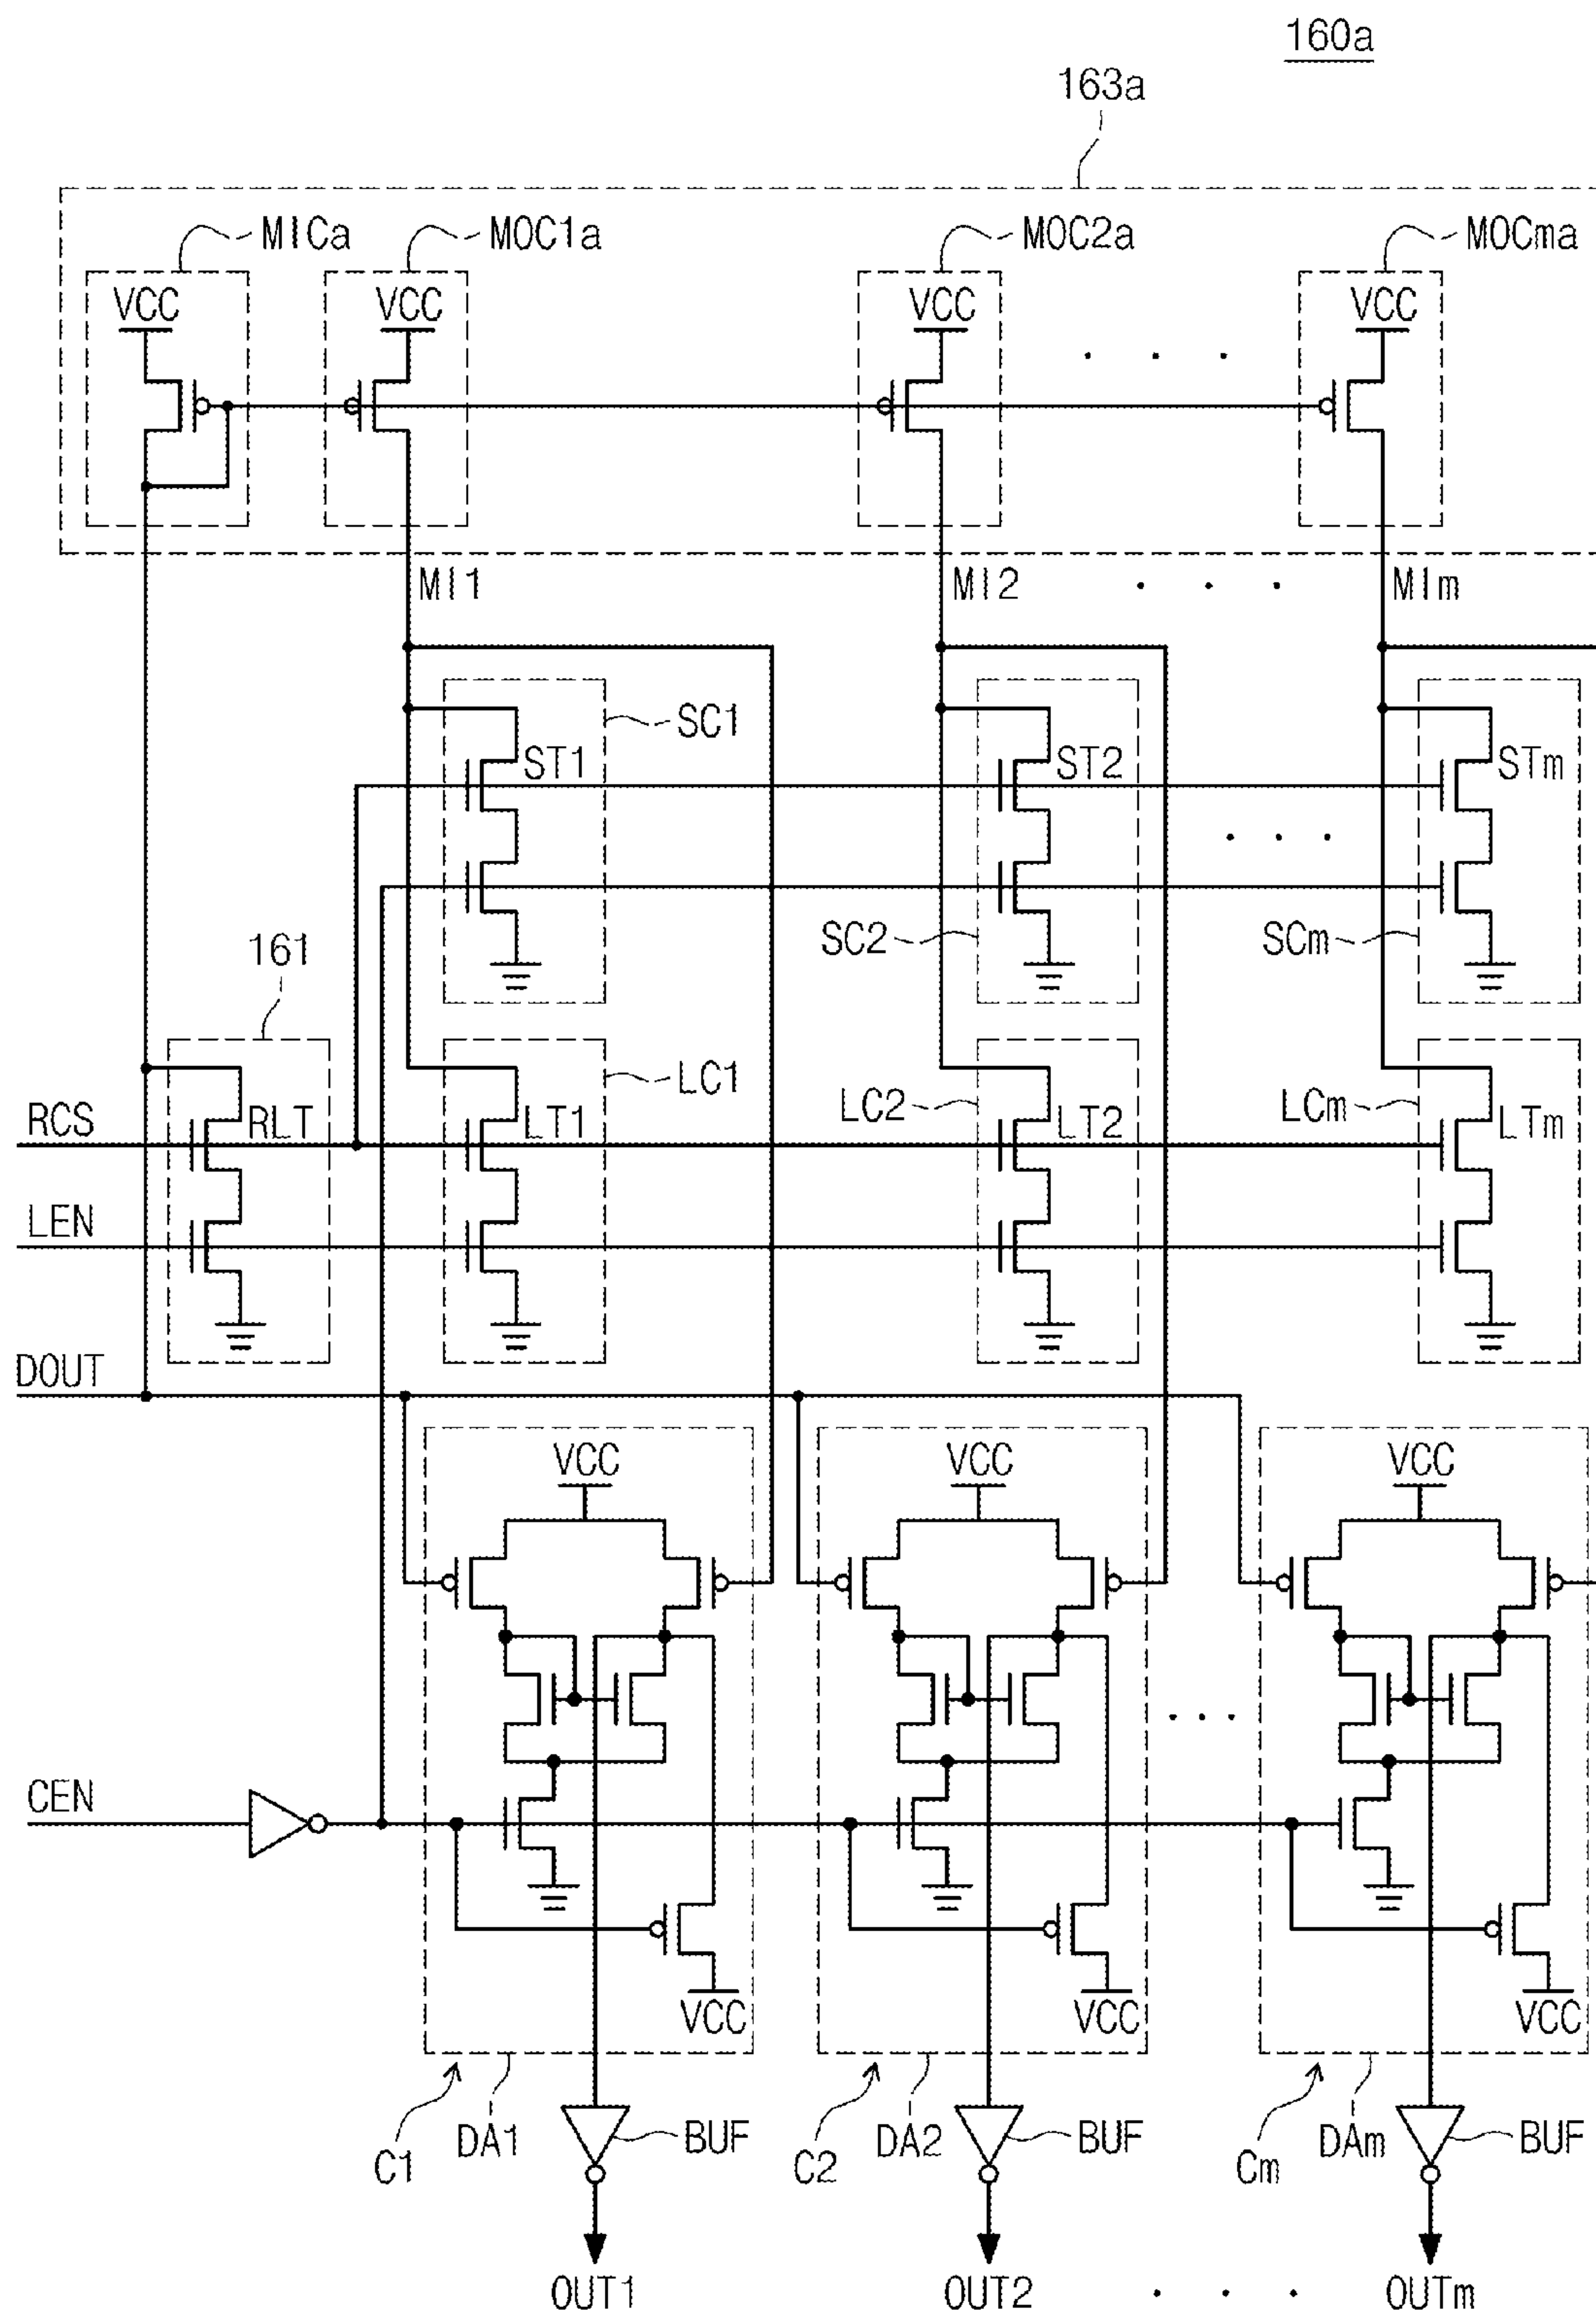 160a
163a
MICa MOC1a MOC2a MOCma
VCC VCC VCC VCC
. . .
MI1 MI2 . . . MIm
SC1
ST1 ST2 STm
. . .
161 SC2 SCm
LC1 LC2 LCm
RCS RLT LT1 LT2 LTm
LEN
DOUT
VCC VCC VCC
. . .
CEN
VCC VCC VCC
C1 DA1 BUF C2 DA2 BUF Cm DAm BUF
OUT1 OUT2 . . . OUTm